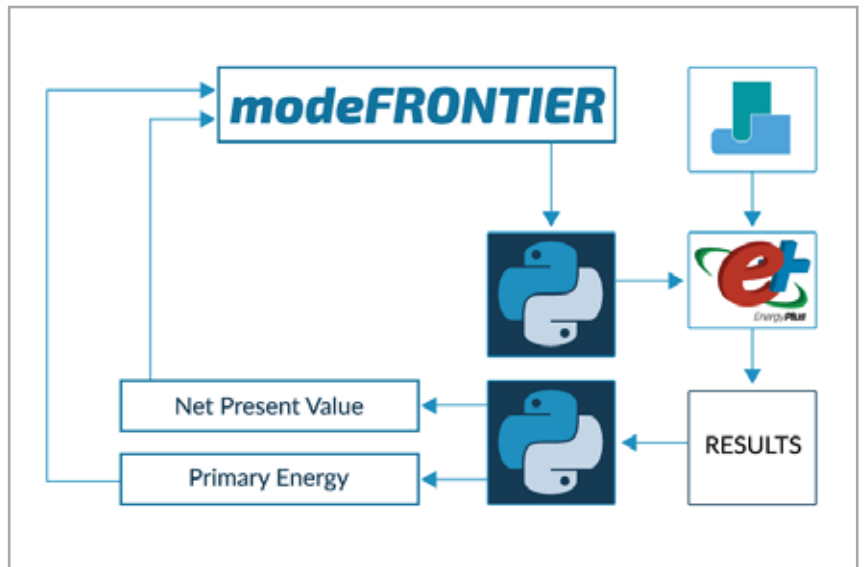 modeFRONTIER
e+
EnergyPlus
Net Present Value
RESULTS
Primary Energy